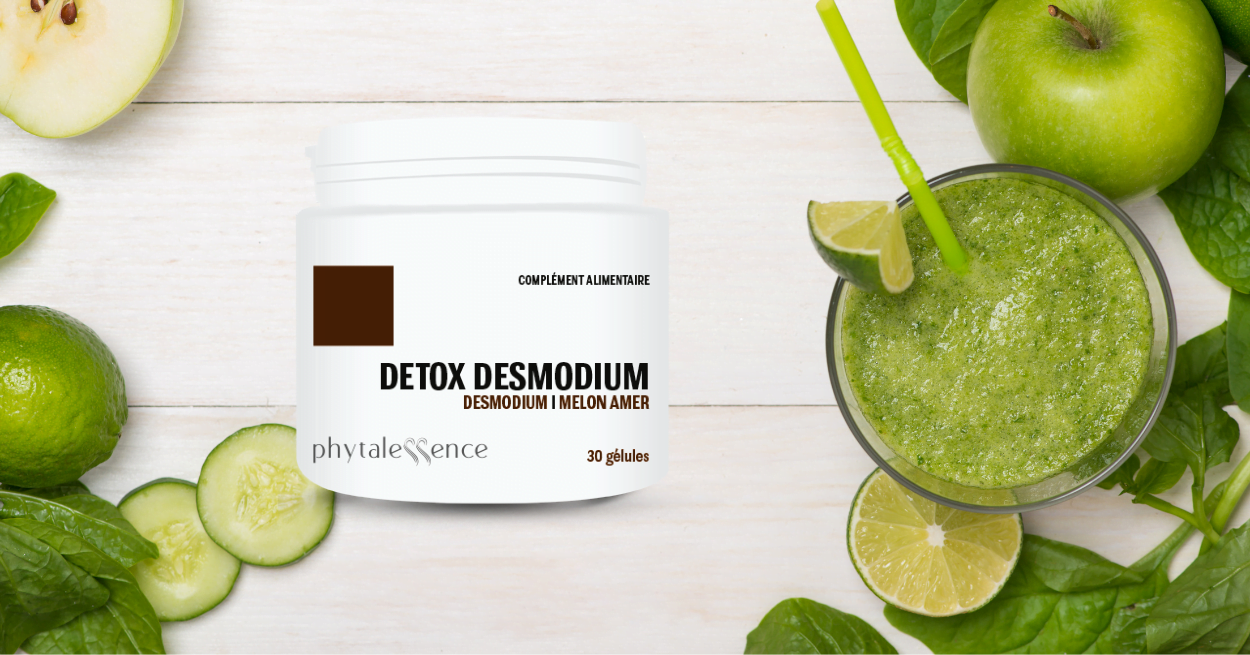 COMPLÉMENT ALIMENTAIRE
DETOX DESMODIUM
DESMODIUM I MELON AMER
phytalessence
30 gélules